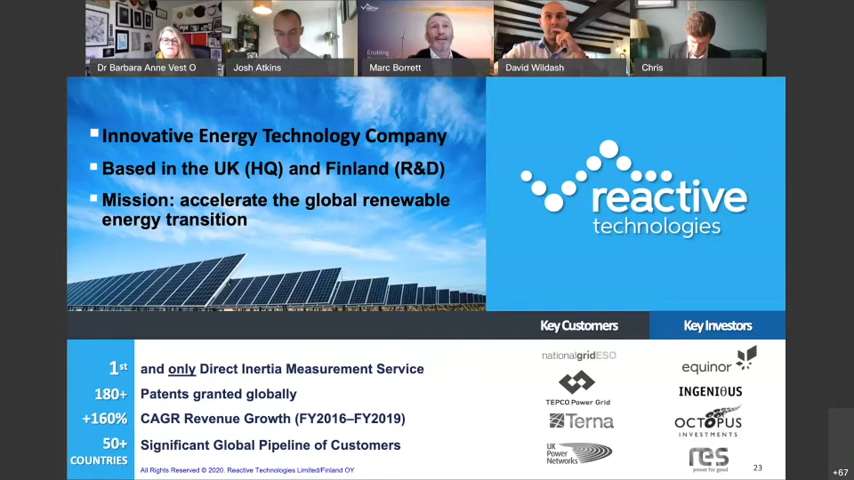 Enabling
Dr Barbara Anne Vest O
Josh Atkins
Marc Borrett
David Wildash
Chris
Innovative Energy Technology Company
Based in the UK (HQ) and Finland (R&D)
Mission: accelerate the global renewable
energy transition
reactive
technologies
Key Customers
Key Investors
1st and only Direct Inertia Measurement Service
180+ Patents granted globally
+160% CAGR Revenue Growth (FY2016–FY2019)
50+ Significant Global Pipeline of Customers
COUNTRIES
nationalgridESO
TEPCO Power Grid
Terna
UK
Power
Networks
equinor
INGENIOUS
OCTOPUS
INVESTMENTS
res
power for good
All Rights Reserved © 2020. Reactive Technologies Limited/Finland OY
23
+67